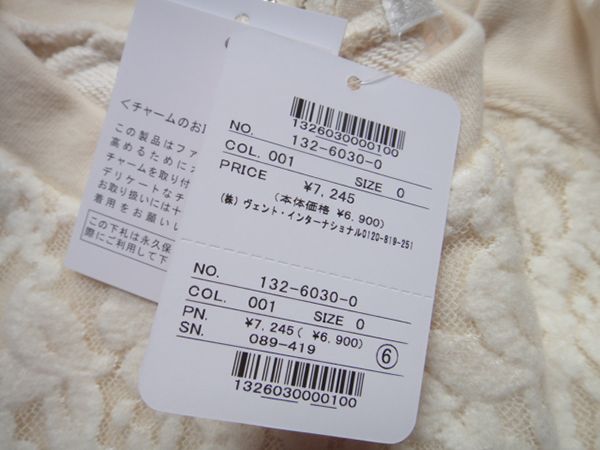 <チャームのお
この製品はファ
高めるために
チャームを取り付
デリケートなチ
お取り扱いには十
着用をお願いい
この下札は永久保
際にご利用して下
1326030000100
NO. 132-6030-0
COL. 001 SIZE 0
PRICE ¥7,245
(本体価格 ¥6,900)
(株) ヴェント・インターナショナル0120-819-251
NO. 132-6030-0
COL. 001 SIZE 0
PN. ¥7,245( ¥6,900)
SN. 089-419 ⑥
1326030000100